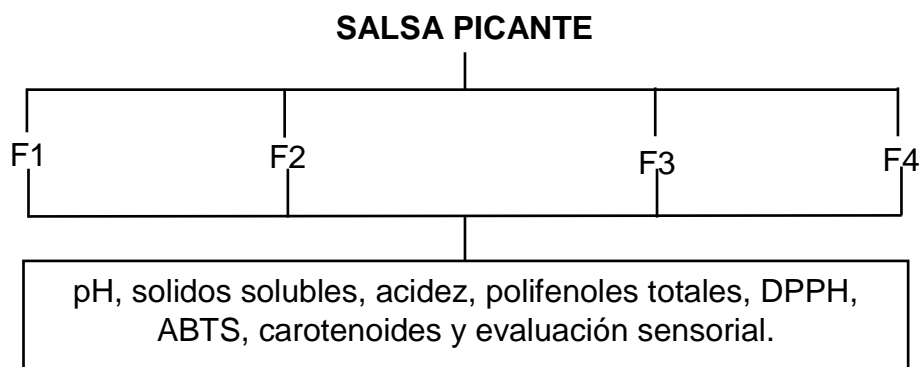 SALSA PICANTE
F1 F2 F3 F4
pH, solidos solubles, acidez, polifenoles totales, DPPH,
ABTS, carotenoides y evaluación sensorial.